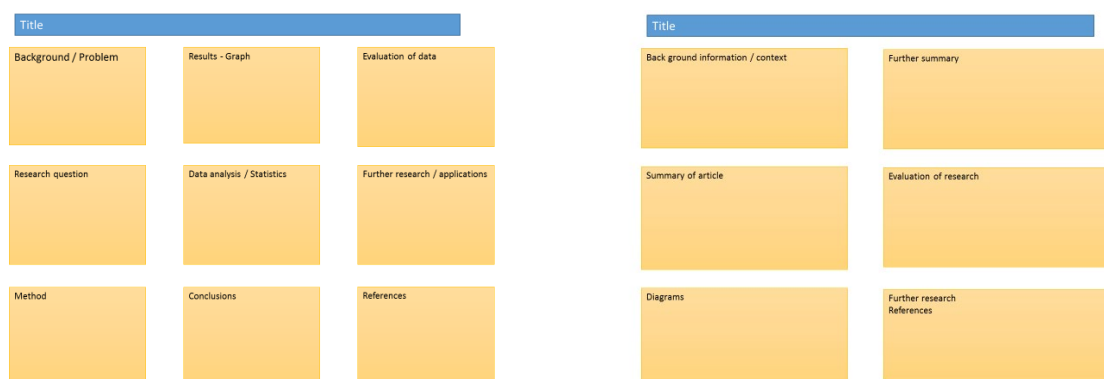 Title
Background / Problem
Results - Graph
Evaluation of data
Research question
Data analysis / Statistics
Further research / applications
Method
Conclusions
References
Title
Back ground information / context
Further summary
Summary of article
Evaluation of research
Diagrams
Further research
References